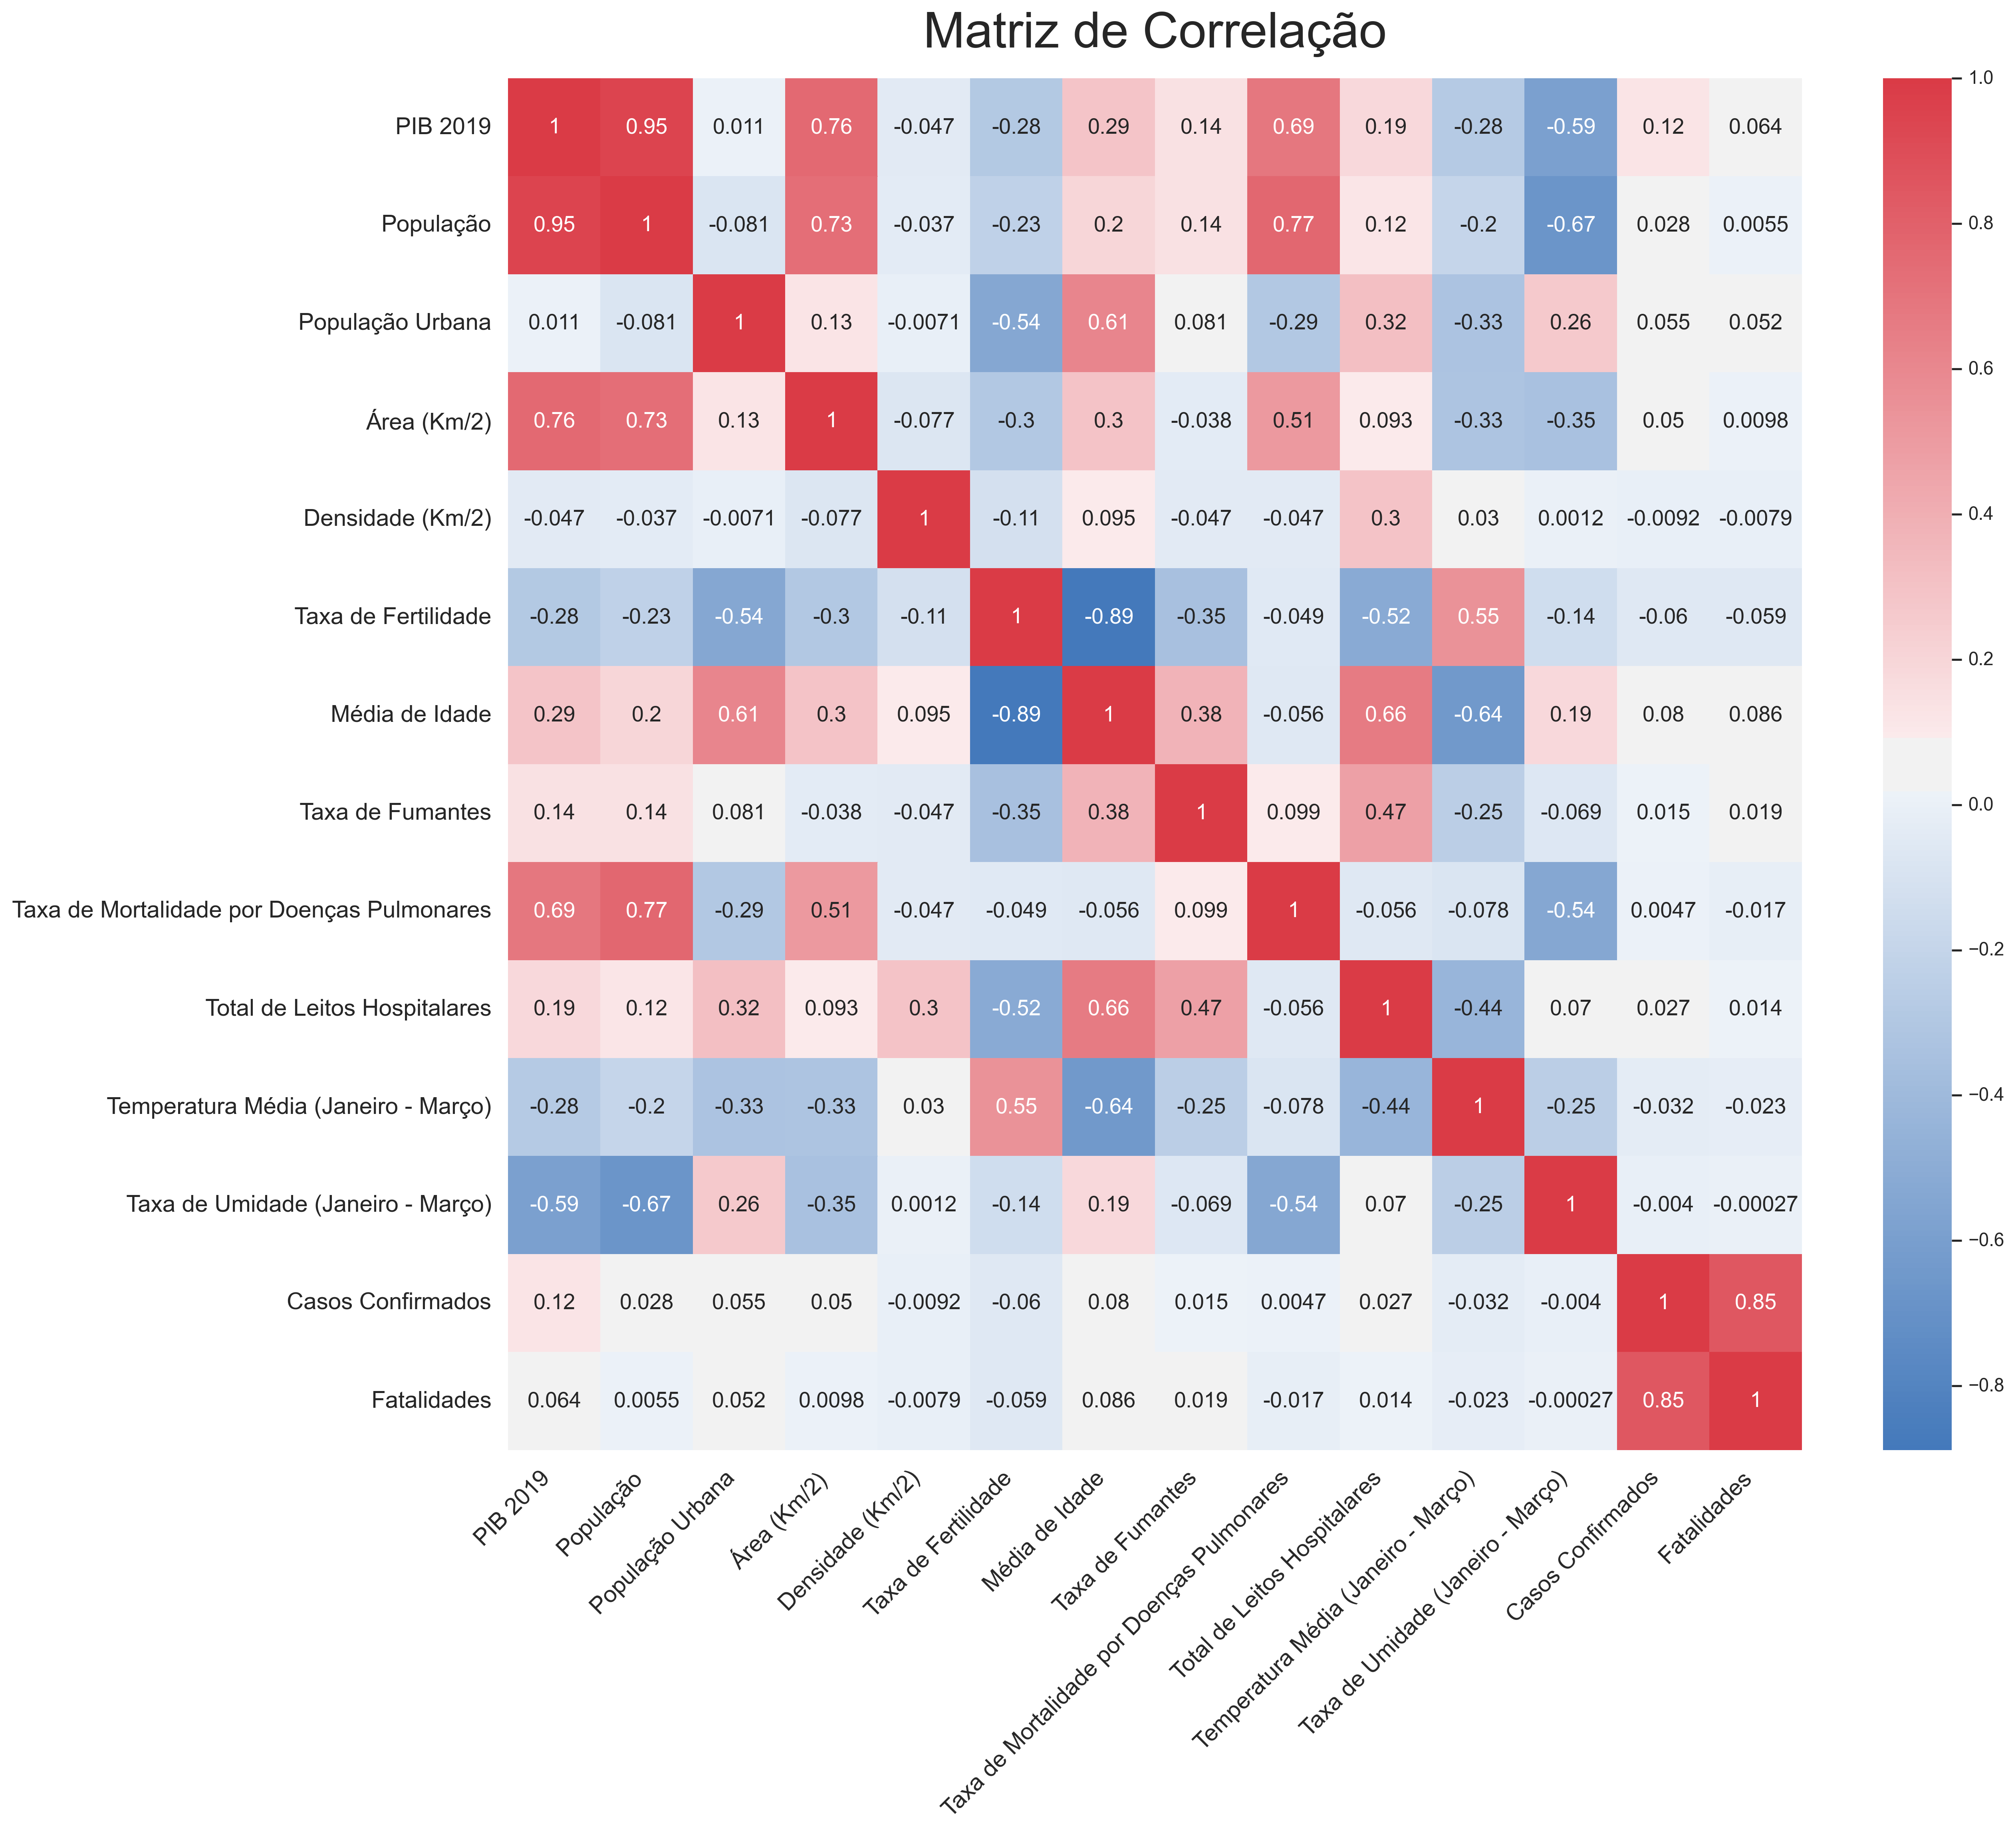 Matriz de Correlação
PIB 2019 1 0.95 0.011 0.76 -0.047 -0.28 0.29 0.14 0.69 0.19 -0.28 -0.59 0.12 0.064
População 0.95 1 -0.081 0.73 -0.037 -0.23 0.2 0.14 0.77 0.12 -0.2 -0.67 0.028 0.0055
População Urbana 0.011 -0.081 1 0.13 -0.0071 -0.54 0.61 0.081 -0.29 0.32 -0.33 0.26 0.055 0.052
Área (Km/2) 0.76 0.73 0.13 1 -0.077 -0.3 0.3 -0.038 0.51 0.093 -0.33 -0.35 0.05 0.0098
Densidade (Km/2) -0.047 -0.037 -0.0071 -0.077 1 -0.11 0.095 -0.047 -0.047 0.3 0.03 0.0012 -0.0092 -0.0079
Taxa de Fertilidade -0.28 -0.23 -0.54 -0.3 -0.11 1 -0.89 -0.35 -0.049 -0.52 0.55 -0.14 -0.06 -0.059
Média de Idade 0.29 0.2 0.61 0.3 0.095 -0.89 1 0.38 -0.056 0.66 -0.64 0.19 0.08 0.086
Taxa de Fumantes 0.14 0.14 0.081 -0.038 -0.047 -0.35 0.38 1 0.099 0.47 -0.25 -0.069 0.015 0.019
Taxa de Mortalidade por Doenças Pulmonares 0.69 0.77 -0.29 0.51 -0.047 -0.049 -0.056 0.099 1 -0.056 -0.078 -0.54 0.0047 -0.017
Total de Leitos Hospitalares 0.19 0.12 0.32 0.093 0.3 -0.52 0.66 0.47 -0.056 1 -0.44 0.07 0.027 0.014
Temperatura Média (Janeiro - Março) -0.28 -0.2 -0.33 -0.33 0.03 0.55 -0.64 -0.25 -0.078 -0.44 1 -0.25 -0.032 -0.023
Taxa de Umidade (Janeiro - Março) -0.59 -0.67 0.26 -0.35 0.0012 -0.14 0.19 -0.069 -0.54 0.07 -0.25 1 -0.004 -0.00027
Casos Confirmados 0.12 0.028 0.055 0.05 -0.0092 -0.06 0.08 0.015 0.0047 0.027 -0.032 -0.004 1 0.85
Fatalidades 0.064 0.0055 0.052 0.0098 -0.0079 -0.059 0.086 0.019 -0.017 0.014 -0.023 -0.00027 0.85 1
PIB 2019
População
População Urbana
Área (Km/2)
Densidade (Km/2)
Taxa de Fertilidade
Média de Idade
Taxa de Fumantes
Taxa de Mortalidade por Doenças Pulmonares
Total de Leitos Hospitalares
Temperatura Média (Janeiro - Março)
Taxa de Umidade (Janeiro - Março)
Casos Confirmados
Fatalidades
1.0
0.8
0.6
0.4
0.2
0.0
−0.2
−0.4
−0.6
−0.8